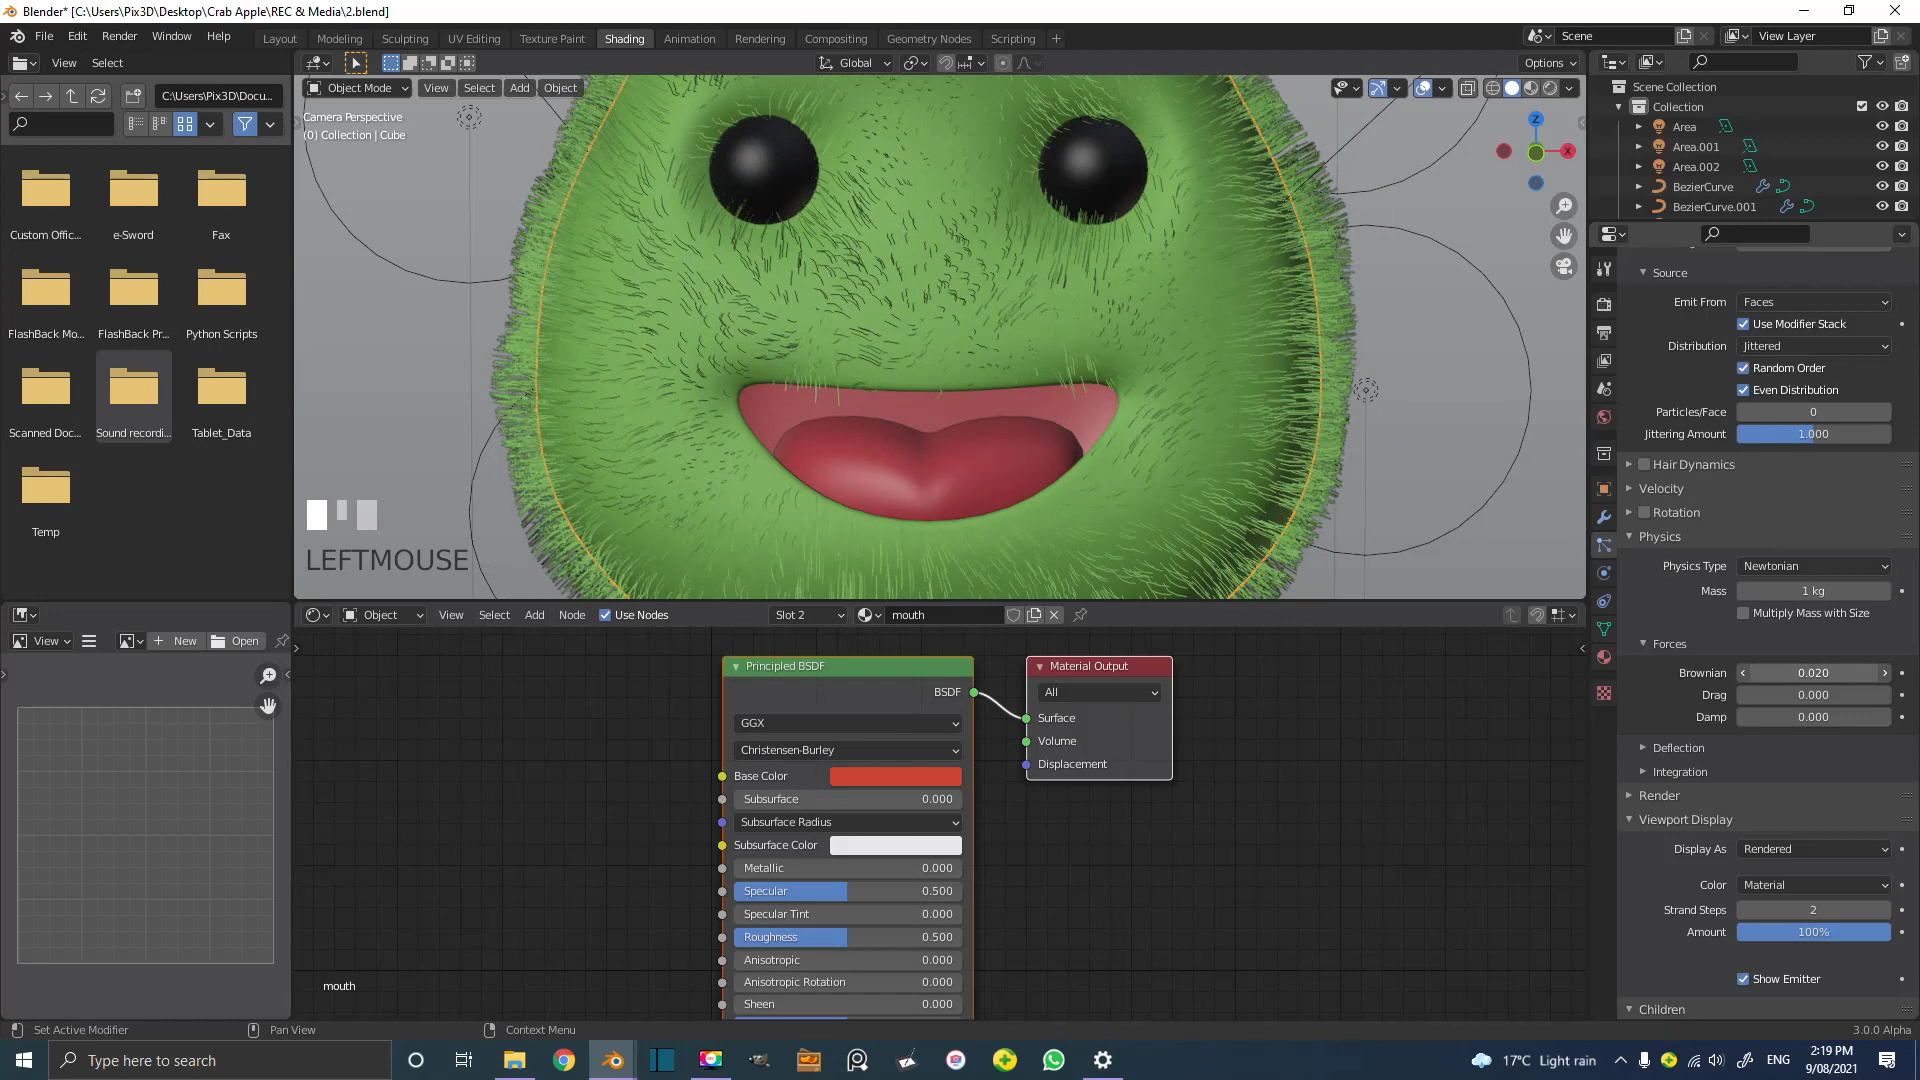 Blender* [C:\Users\Pix3D\Desktop\Crab Apple\REC & Media\2.blend]
File Edit Render Window Help
Layout Modeling Sculpting UV Editing Texture Paint Shading Animation Rendering Compositing Geometry Nodes Scripting
Scene View Layer
View Select
Global Options
C:\Users\Pix3D\Docu...
Object Mode View Select Add Object
Camera Perspective
(0) Collection | Cube
Z
X
LEFTMOUSE
Custom Offic... e-Sword Fax
FlashBack Mo... FlashBack Pr... Python Scripts
Scanned Doc... Sound recordi... Tablet_Data
Temp
Scene Collection
Collection
Area
Area.001
Area.002
BezierCurve
BezierCurve.001
Source
Emit From Faces
Use Modifier Stack
Distribution Jittered
Random Order
Even Distribution
Particles/Face 0
Jittering Amount 1.000
Hair Dynamics
Velocity
Rotation
Physics
Physics Type Newtonian
Mass 1 kg
Multiply Mass with Size
Forces
Brownian 0.020
Drag 0.000
Damp 0.000
Deflection
Integration
Render
Viewport Display
Display As Rendered
Color Material
Strand Steps 2
Amount 100%
Show Emitter
Children
View New Open
Object View Select Add Node Use Nodes Slot 2 mouth
Principled BSDF
BSDF
GGX
Christensen-Burley
Base Color
Subsurface 0.000
Subsurface Radius
Subsurface Color
Metallic 0.000
Specular 0.500
Specular Tint 0.000
Roughness 0.500
Anisotropic 0.000
Anisotropic Rotation 0.000
Sheen 0.000
Material Output
All
Surface
Volume
Displacement
mouth
Set Active Modifier Pan View Context Menu 3.0.0 Alpha
Type here to search
17°C Light rain ENG 2:19 PM
9/08/2021